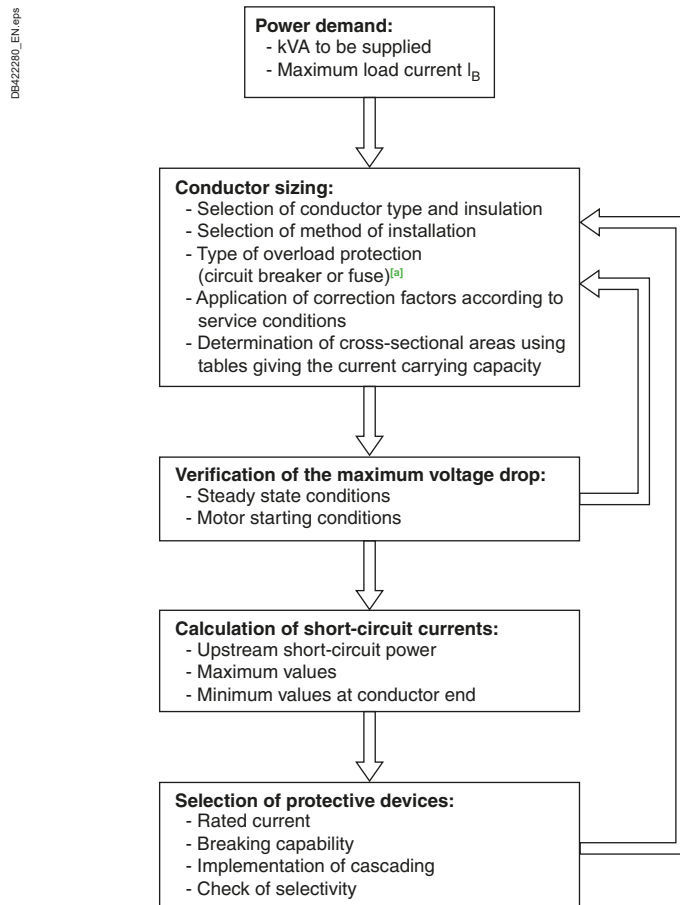 DB422280_EN.eps
Power demand:
- kVA to be supplied
- Maximum load current IB
Conductor sizing:
- Selection of conductor type and insulation
- Selection of method of installation
- Type of overload protection
(circuit breaker or fuse)[a]
- Application of correction factors according to
service conditions
- Determination of cross-sectional areas using
tables giving the current carrying capacity
Verification of the maximum voltage drop:
- Steady state conditions
- Motor starting conditions
Calculation of short-circuit currents:
- Upstream short-circuit power
- Maximum values
- Minimum values at conductor end
Selection of protective devices:
- Rated current
- Breaking capability
- Implementation of cascading
- Check of selectivity